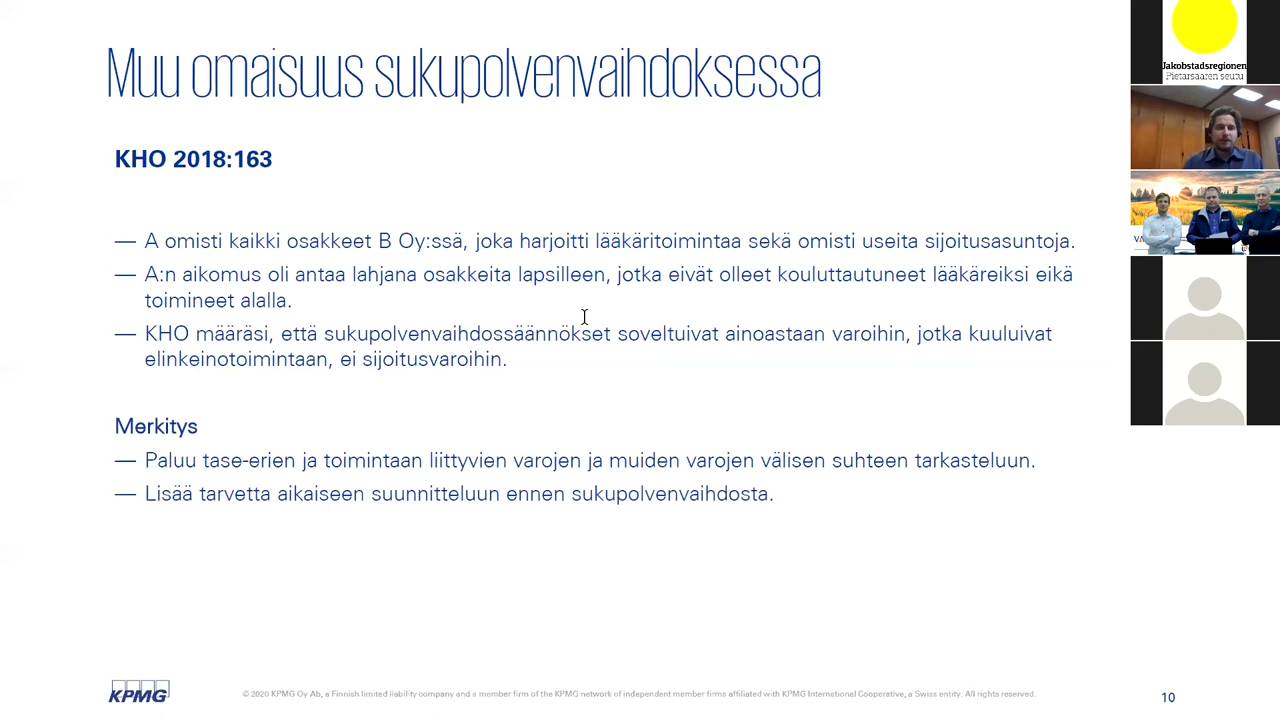 Muu omaisuus sukupolvenvaihdoksessa
KHO 2018:163
— A omisti kaikki osakkeet B Oy:ssä, joka harjoitti lääkäritoimintaa sekä omisti useita sijoitusasuntoja.
— A:n aikomus oli antaa lahjana osakkeita lapsilleen, jotka eivät olleet kouluttautuneet lääkäreiksi eikä
toimineet alalla.
— KHO määräsi, että sukupolvenvaihdossäännökset soveltuivat ainoastaan varoihin, jotka kuuluivat
elinkeinotoimintaan, ei sijoitusvaroihin.
Merkitys
— Paluu tase-erien ja toimintaan liittyvien varojen ja muiden varojen välisen suhteen tarkasteluun.
— Lisää tarvetta aikaiseen suunnitteluun ennen sukupolvenvaihdosta.
KPMG
© 2020 KPMG Oy Ab, a Finnish limited liability company and a member firm of the KPMG network of independent member firms affiliated with KPMG International Cooperative, a Swiss entity. All rights reserved.
10
Jakobstadsregionen
Pietarsaaren seutu